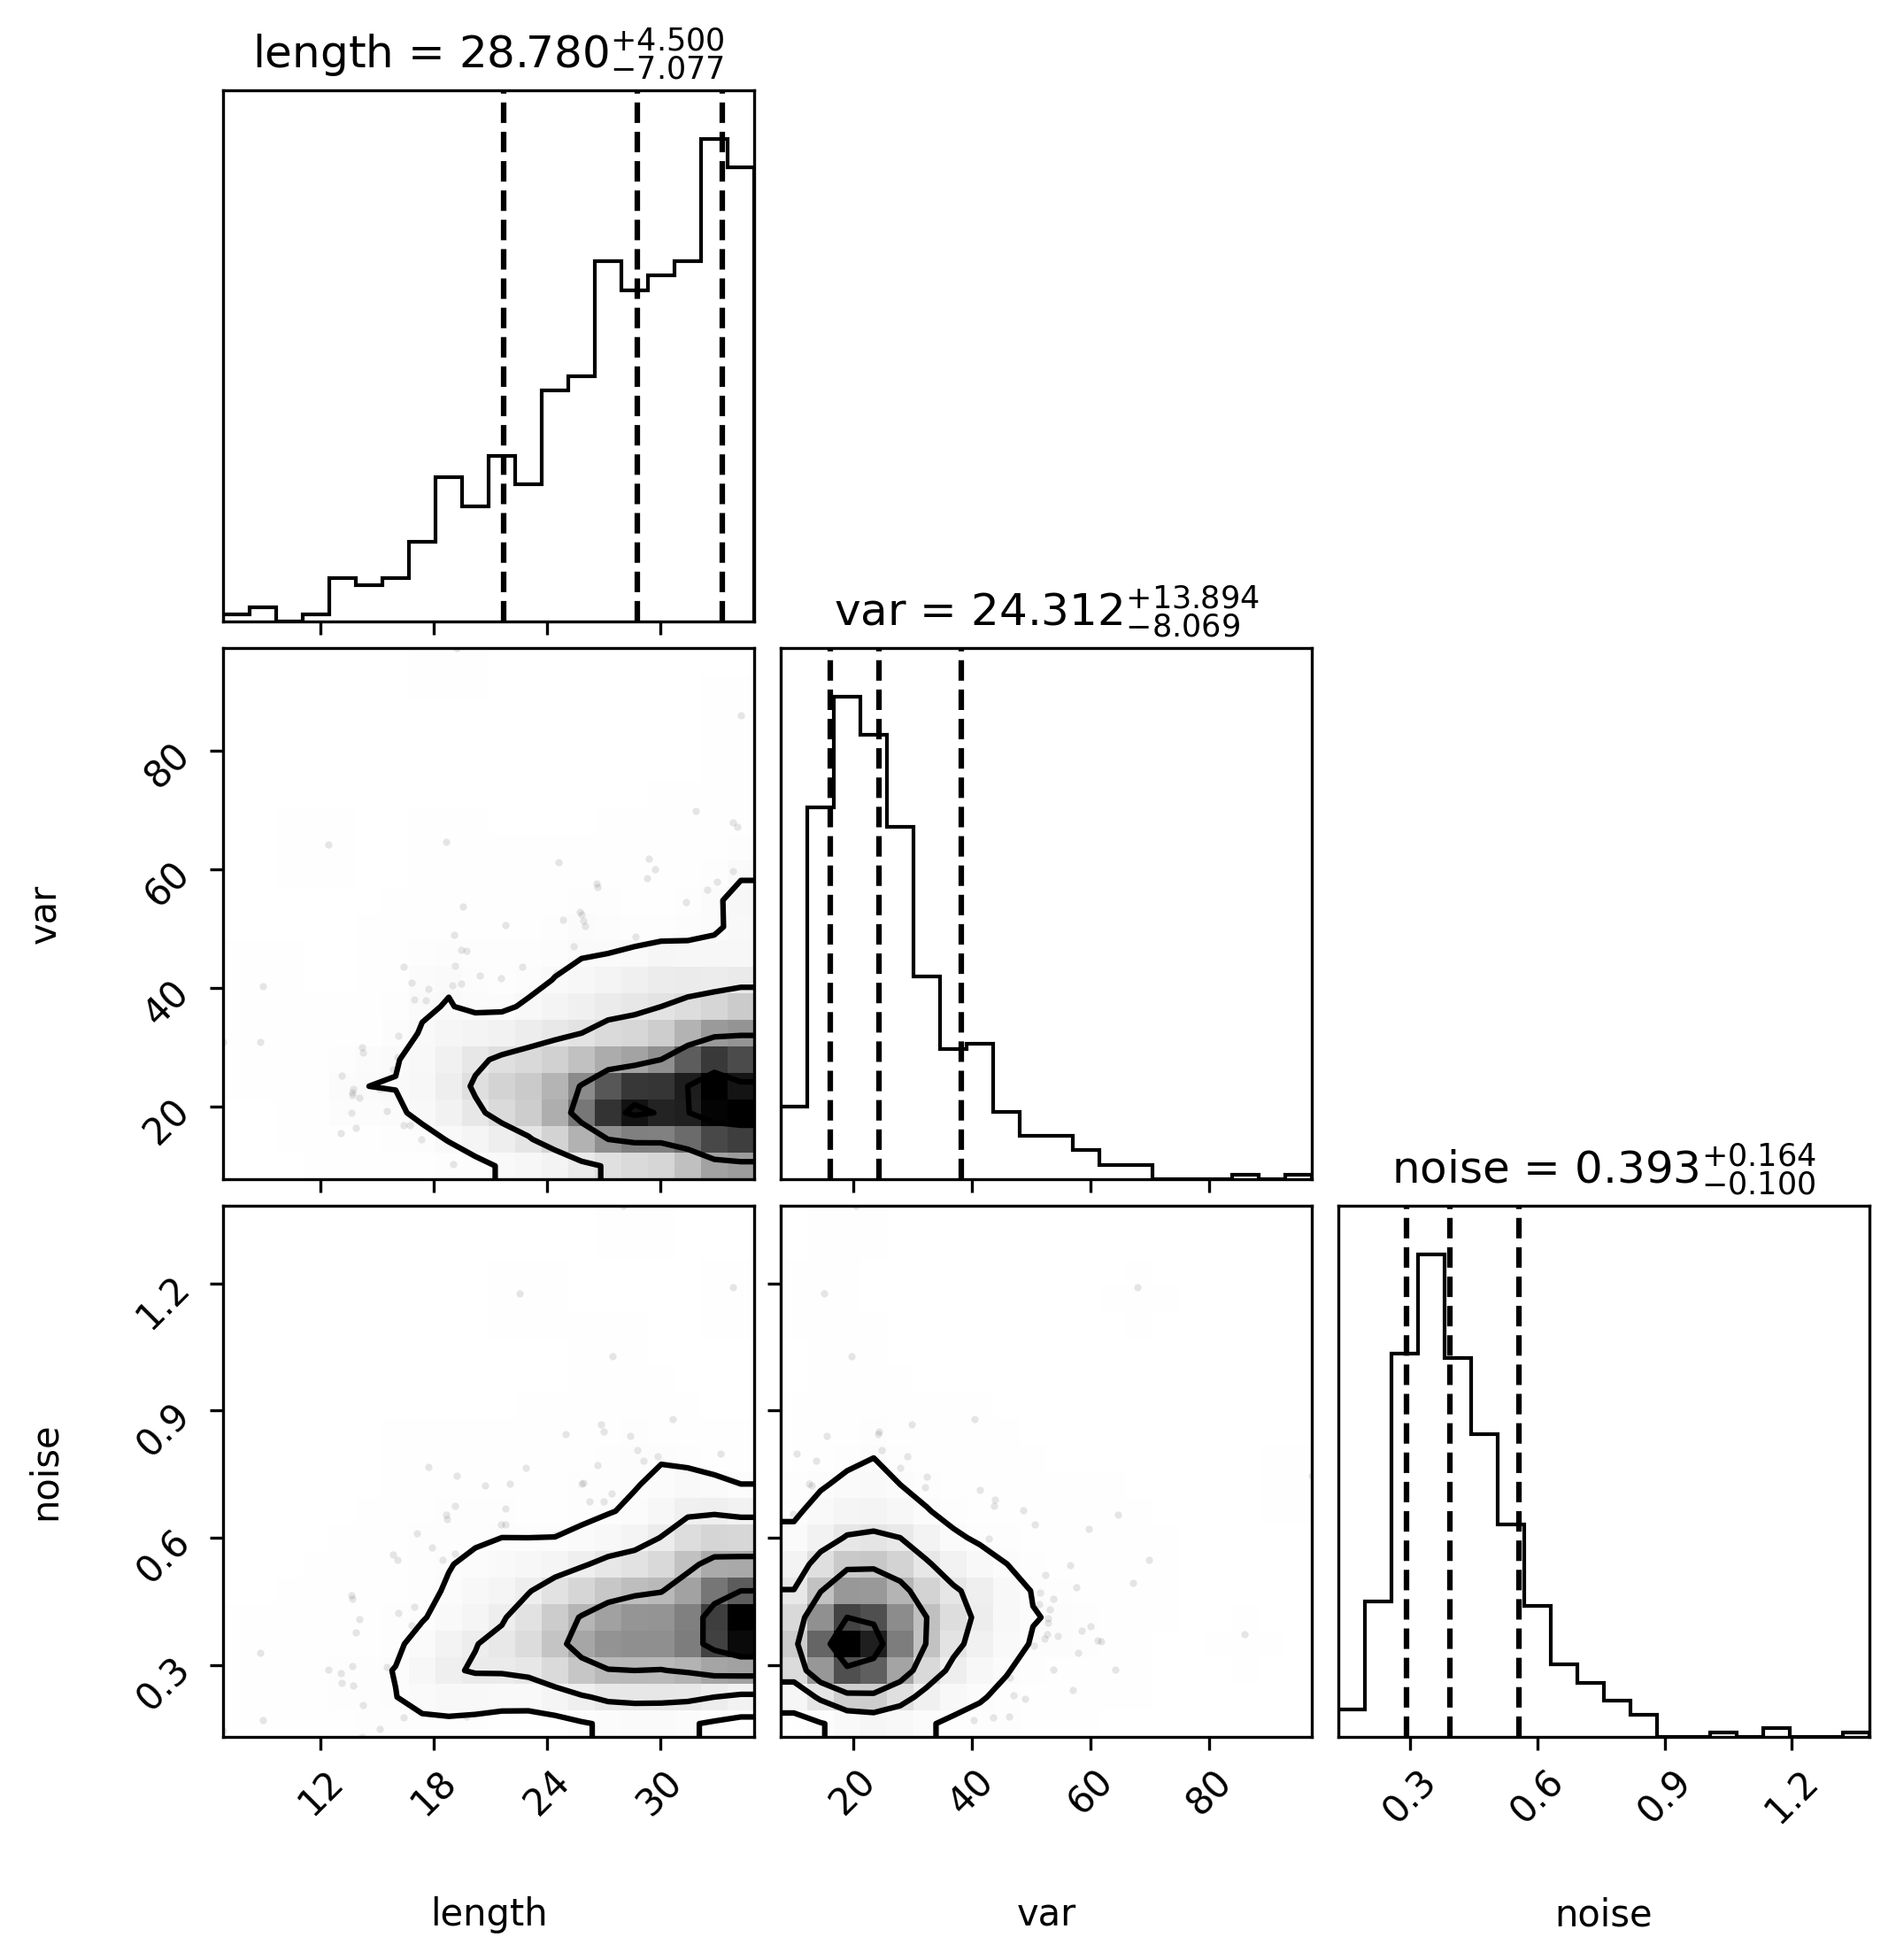 length = 28.780 +4.500 −7.077
var = 24.312 +13.894 −8.069
80
60
40
20
var
noise = 0.393 +0.164 −0.100
1.2
0.9
0.6
0.3
noise
12 18 24 30 20 40 60 80 0.3 0.6 0.9 1.2
length var noise